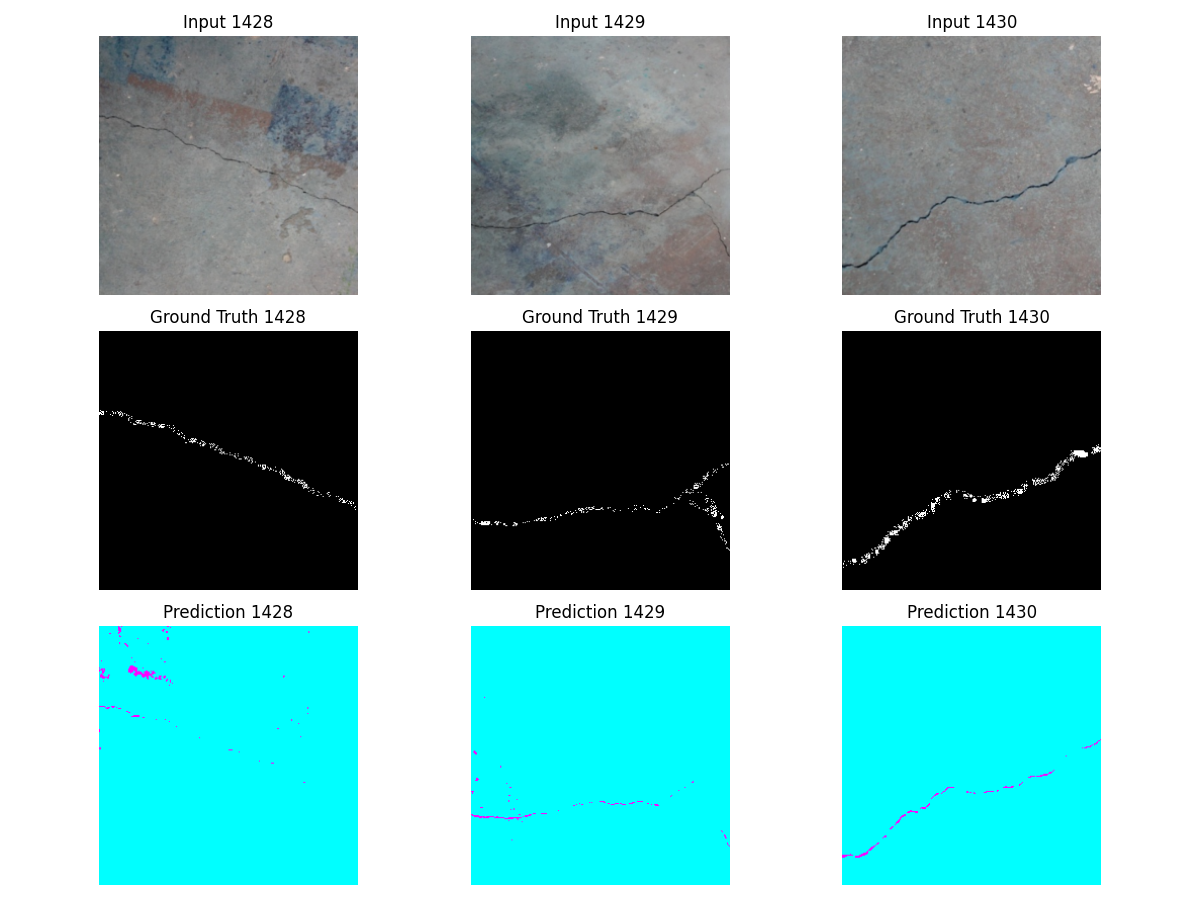 Input 1428
Input 1429
Input 1430
Ground Truth 1428
Ground Truth 1429
Ground Truth 1430
Prediction 1428
Prediction 1429
Prediction 1430